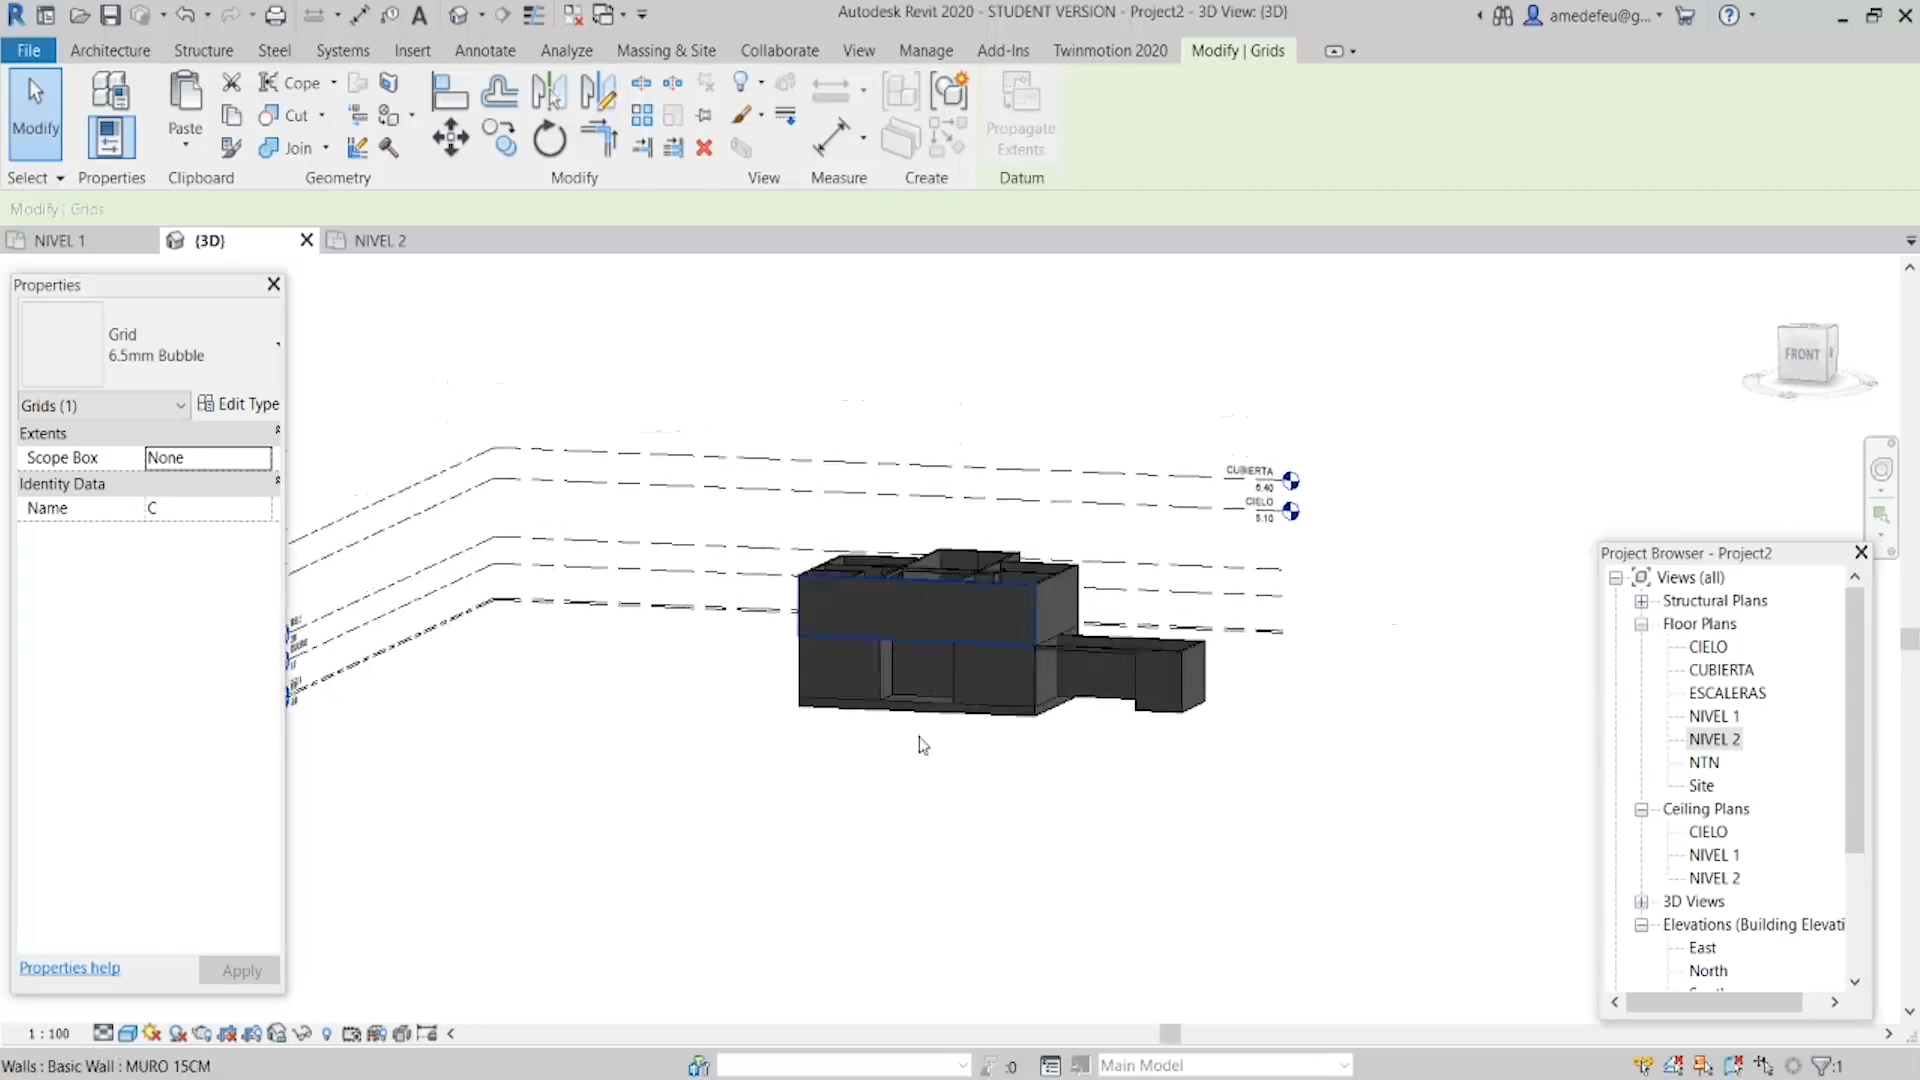 Autodesk Revit 2020 - STUDENT VERSION - Project2 - 3D View: {3D}
amedefeu@g...
File Architecture Structure Steel Systems Insert Annotate Analyze Massing & Site Collaborate View Manage Add-Ins Twinmotion 2020 Modify | Grids
Modify
Paste
Cope
Cut
Join
Propagate
Extents
Select Properties Clipboard Geometry Modify View Measure Create Datum
Modify | Grids
NIVEL 1 {3D} NIVEL 2
Properties
Grid
6.5mm Bubble
Grids (1) Edit Type
Extents
Scope Box None
Identity Data
Name C
Properties help Apply
FRONT
CUBIERTA
6.40
CIELO
5.10
Project Browser - Project2
Views (all)
Structural Plans
Floor Plans
CIELO
CUBIERTA
ESCALERAS
NIVEL 1
NIVEL 2
NTN
Site
Ceiling Plans
CIELO
NIVEL 1
NIVEL 2
3D Views
Elevations (Building Elevati
East
North
1 : 100
Walls : Basic Wall : MURO 15CM
:0
Main Model
:1